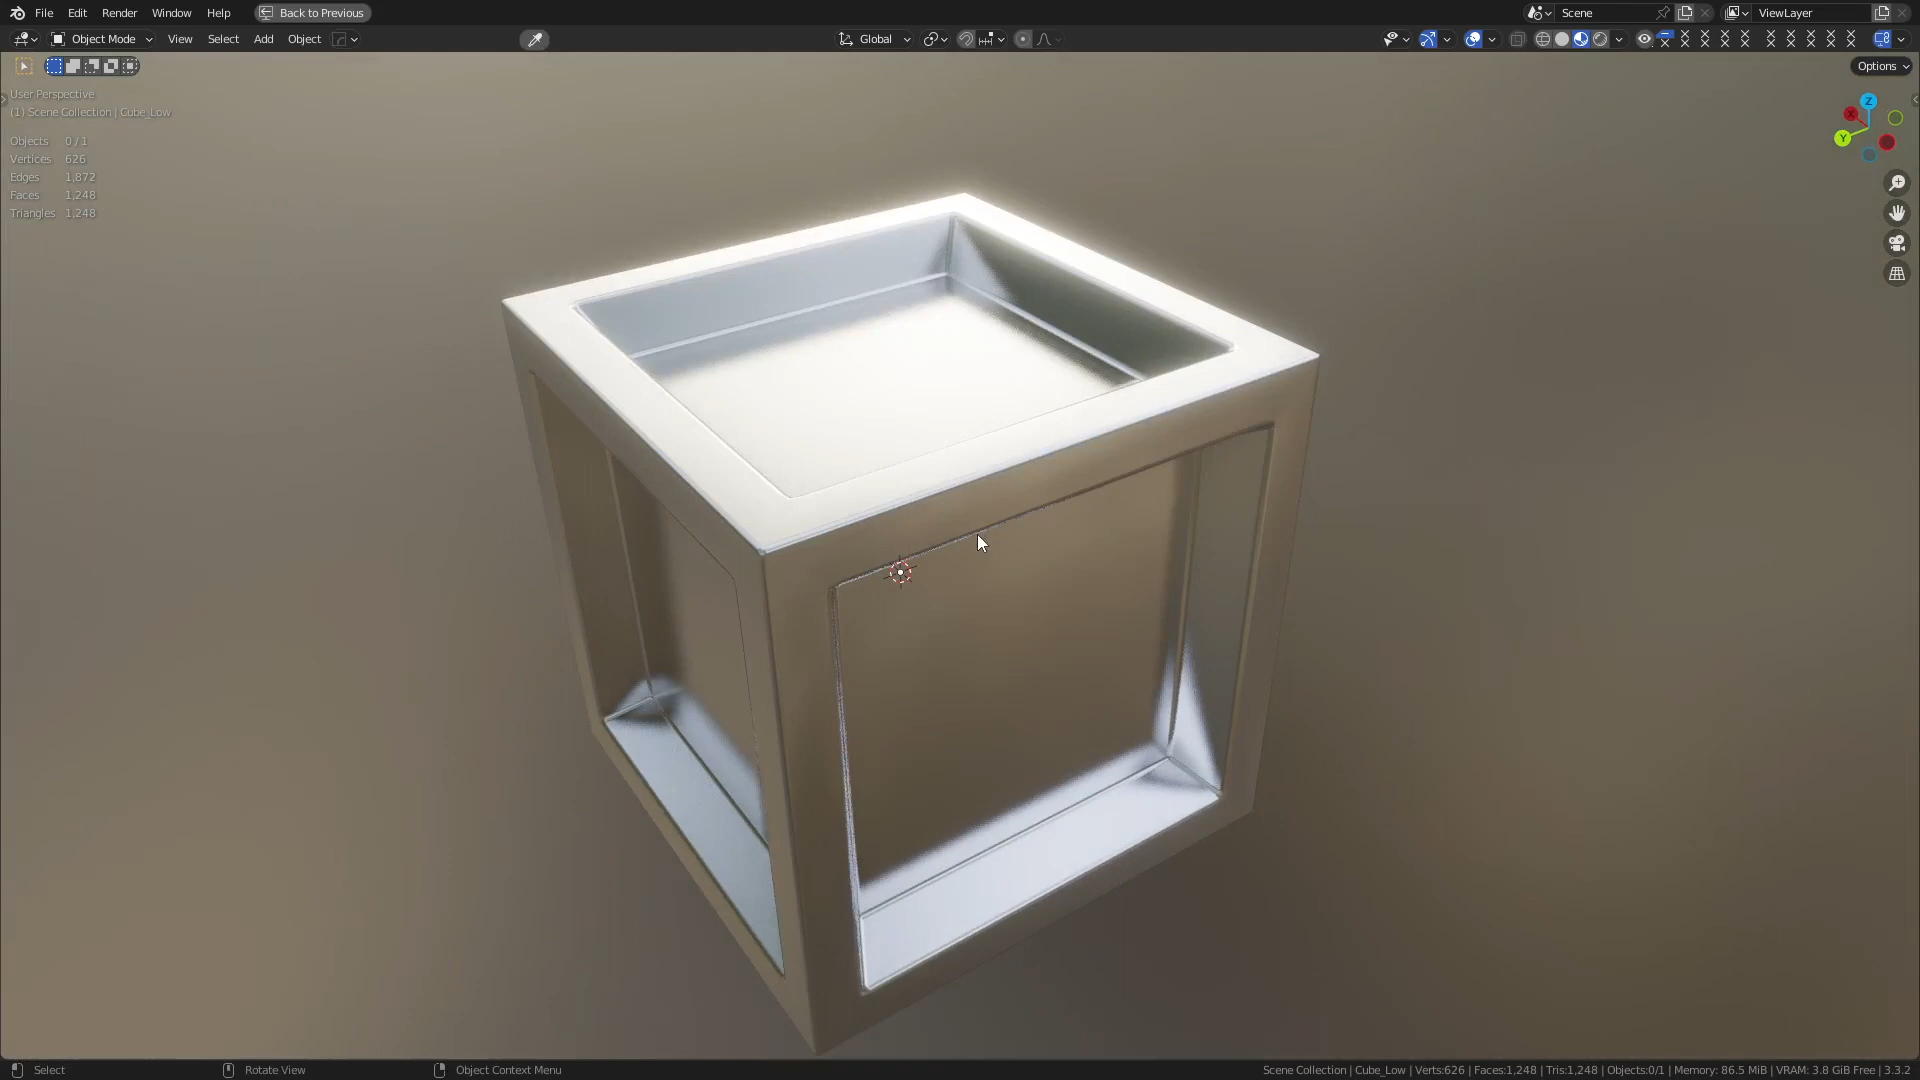 File Edit Render Window Help Back to Previous Scene ViewLayer
Object Mode View Select Add Object Global
Options
User Perspective
(1) Scene Collection | Cube_Low
Objects 0 / 1
Vertices 626
Edges 1,872
Faces 1,248
Triangles 1,248
Z
X
Y
Select Rotate View Object Context Menu Scene Collection | Cube_Low | Verts:626 | Faces:1,248 | Tris:1,248 | Objects:0/1 | Memory: 86.5 MiB | VRAM: 3.8 GiB Free | 3.3.2